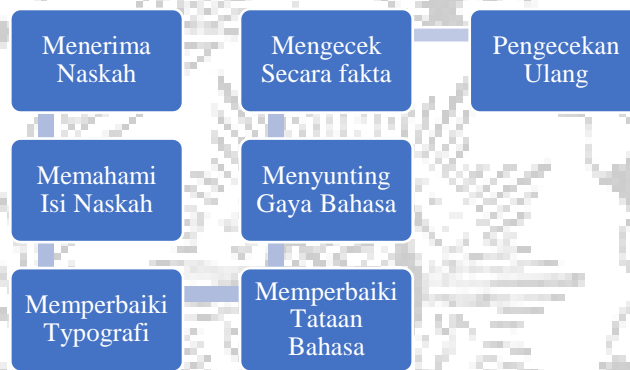 Menerima
Naskah
Memahami
Isi Naskah
Memperbaiki
Typografi
Memperbaiki
Tataan
Bahasa
Menyunting
Gaya Bahasa
Mengecek
Secara fakta
Pengecekan
Ulang